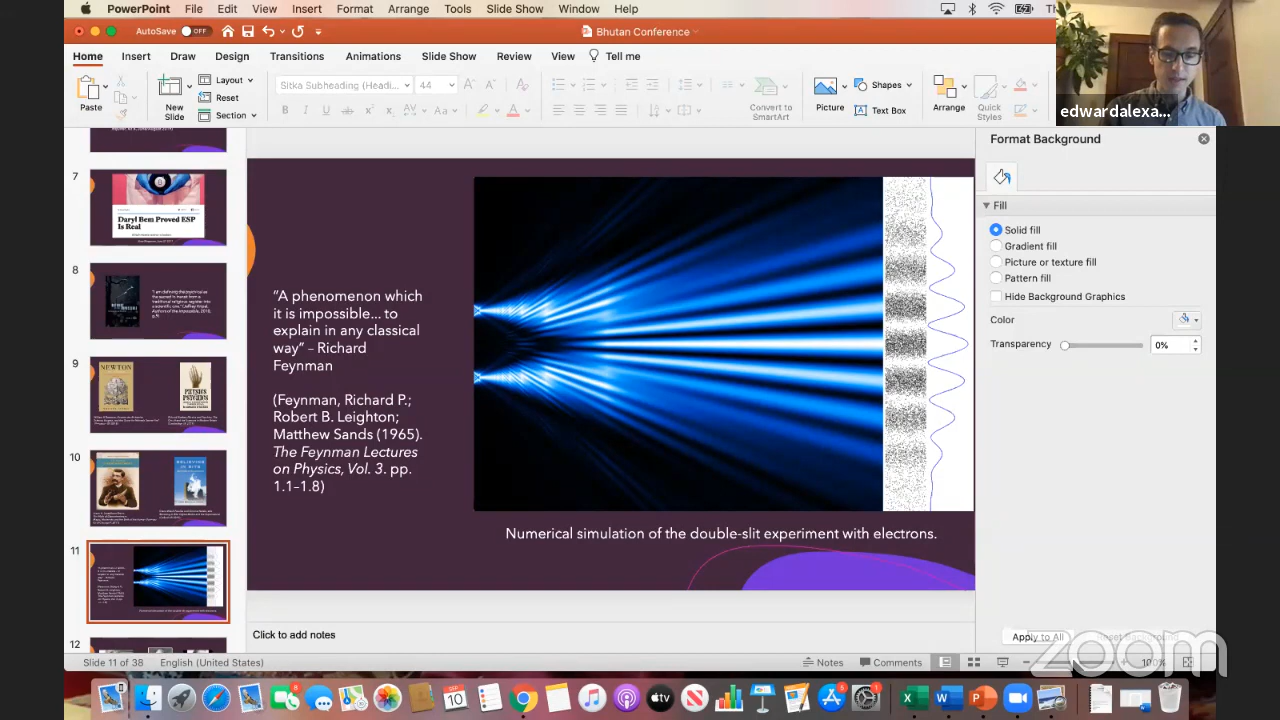 PowerPoint File Edit View Insert Format Arrange Tools Slide Show Window Help
AutoSave OFF Bhutan Conference
Home Insert Draw Design Transitions Animations Slide Show Review View Tell me
Paste
New
Slide
Layout
Reset
Section
Sitka Subheading (Headi... 44
Convert to
SmartArt
Picture
Shapes
Text Box
Arrange
Quick
Styles
edwardalexa...
7
Daryl Bem Proved ESP
Is Real
8
9
NEWTON
PHYSICS
PSYCHICS
10
11
12
"A phenomenon which
it is impossible... to
explain in any classical
way" – Richard
Feynman
(Feynman, Richard P.;
Robert B. Leighton;
Matthew Sands (1965).
The Feynman Lectures
on Physics, Vol. 3. pp.
1.1–1.8)
Numerical simulation of the double-slit experiment with electrons.
Format Background
Fill
Solid fill
Gradient fill
Picture or texture fill
Pattern fill
Hide Background Graphics
Color
Transparency 0%
Apply to All Reset Background
Click to add notes
Slide 11 of 38 English (United States) Notes Comments 100%
zoom
SEP
10